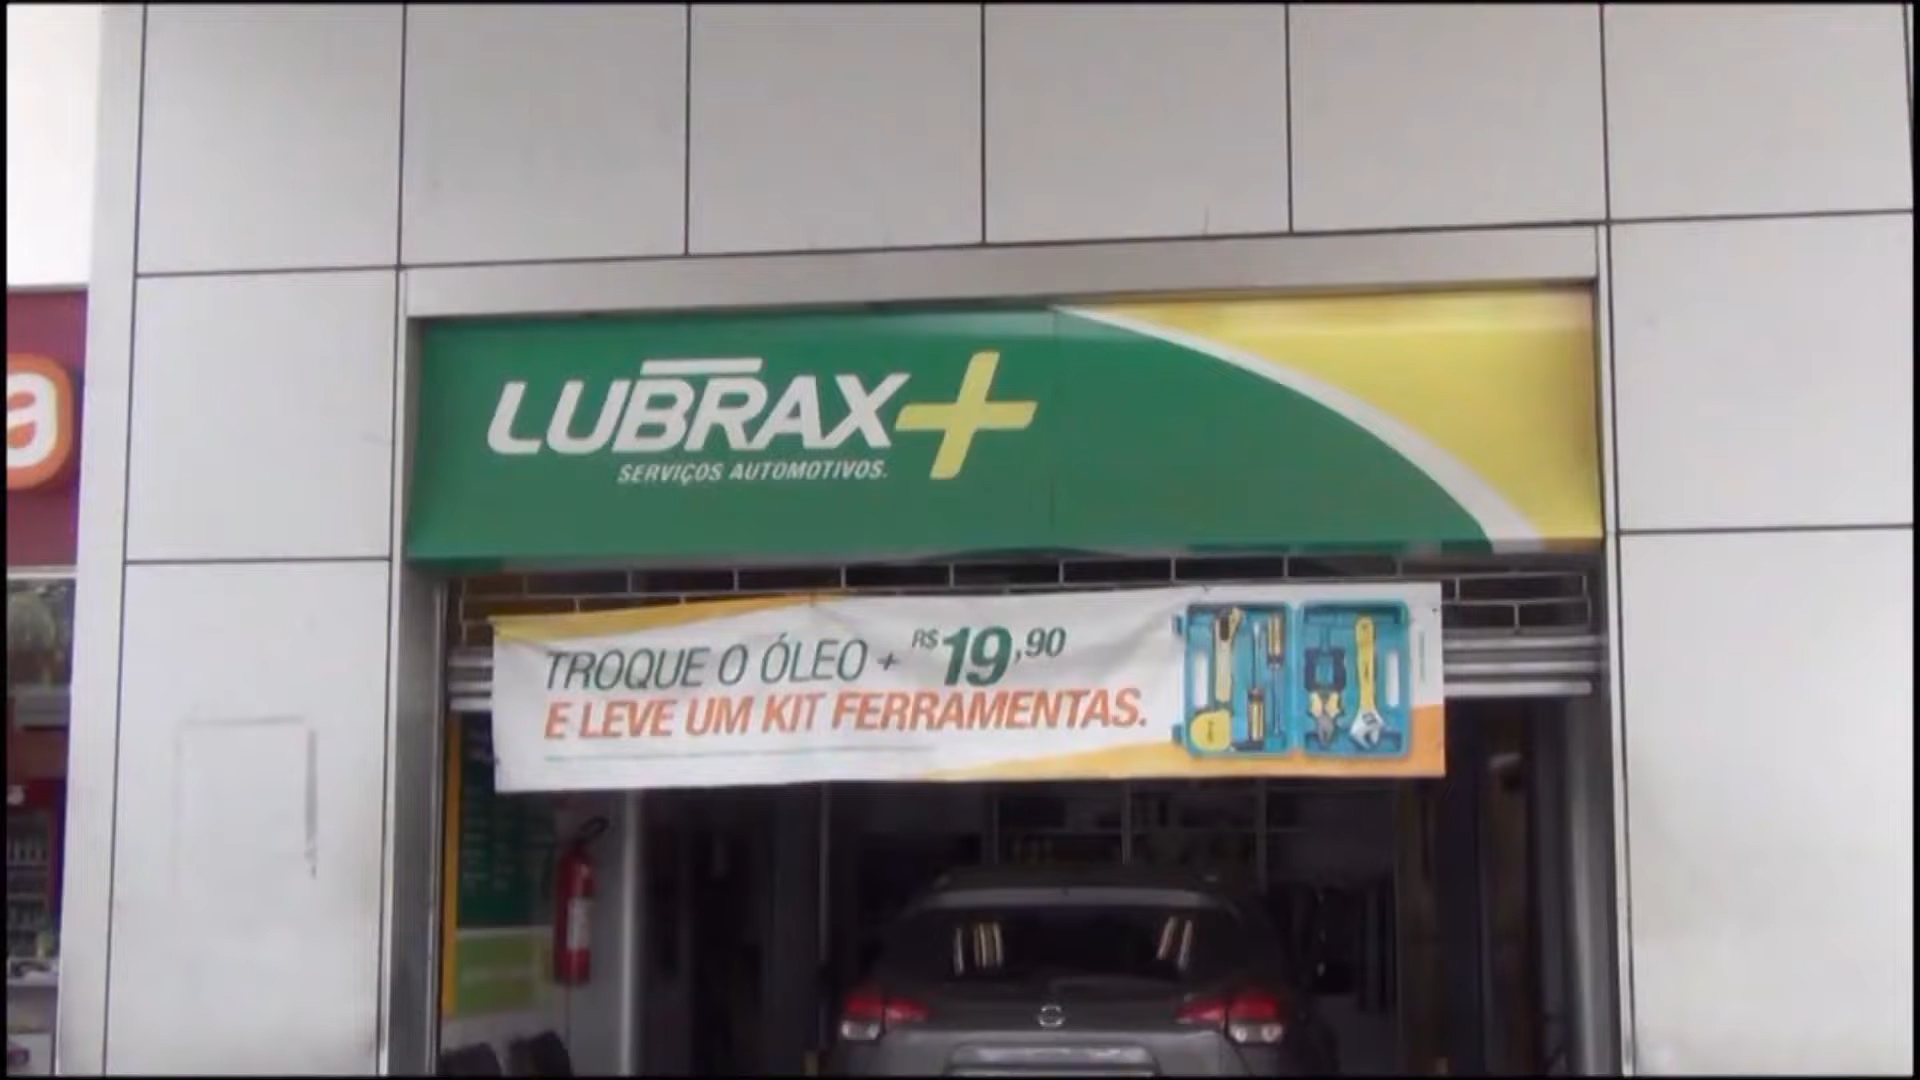 LUBRAX+
SERVIÇOS AUTOMOTIVOS.
a
TROQUE O ÓLEO + R$ 19,90
E LEVE UM KIT FERRAMENTAS.